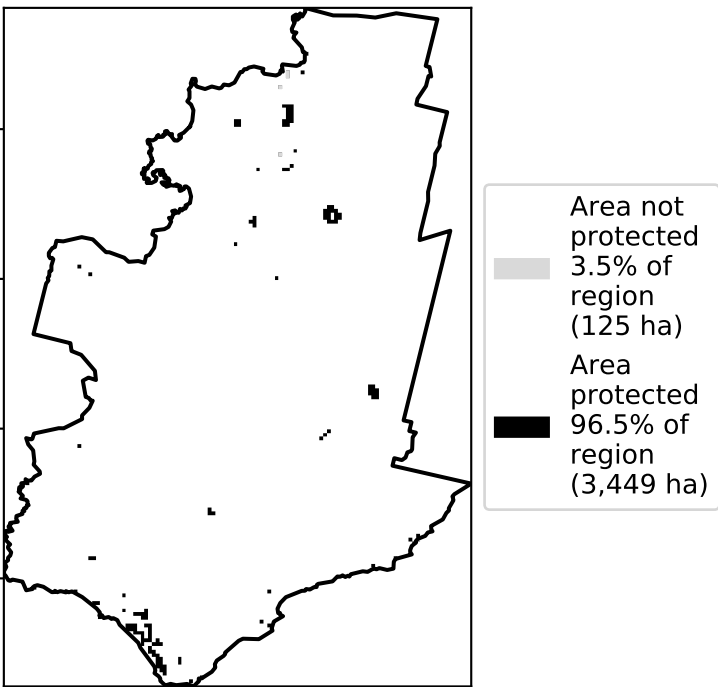 Area not
protected
3.5% of
region
(125 ha)
Area
protected
96.5% of
region
(3,449 ha)